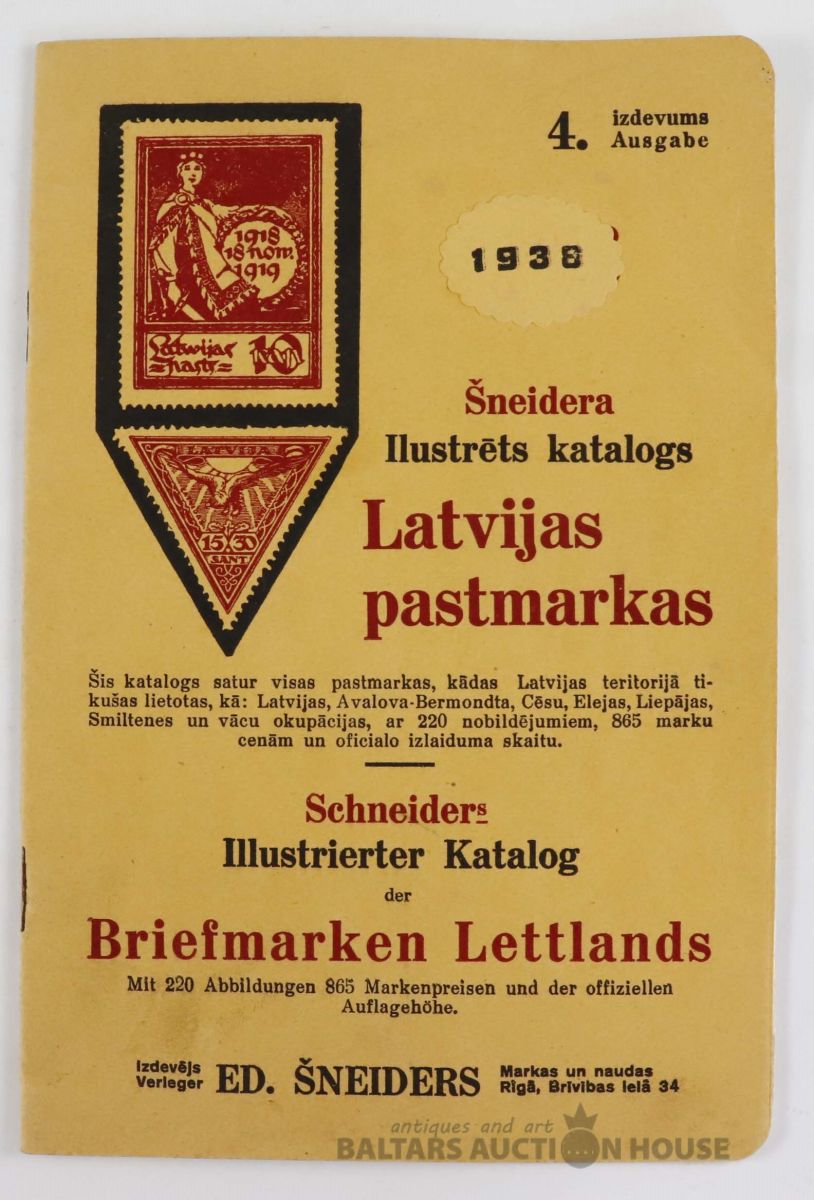 4. izdevums
Ausgabe
1938
1918
18 nov.
1919
Latwijas
pasts
10
LATVIJA
15 30
SANT
Šneidera
Ilustrēts katalogs
Latvijas
pastmarkas
Šis katalogs satur visas pastmarkas, kādas Latvijas teritorijā ti-
kušas lietotas, kā: Latvijas, Avalova-Bermondta, Cēsu, Elejas, Liepājas,
Smiltenes un vācu okupācijas, ar 220 nobildējumiem, 865 marku
cenām un oficialo izlaiduma skaitu.
Schneiders
Illustrierter Katalog
der
Briefmarken Lettlands
Mit 220 Abbildungen 865 Markenpreisen und der offiziellen
Auflagehöhe.
Izdevējs
Verleger
ED. ŠNEIDERS
Markas un naudas
Rīgā, Brīvības ielā 34
antiques and art
BALTARS AUCTION HOUSE